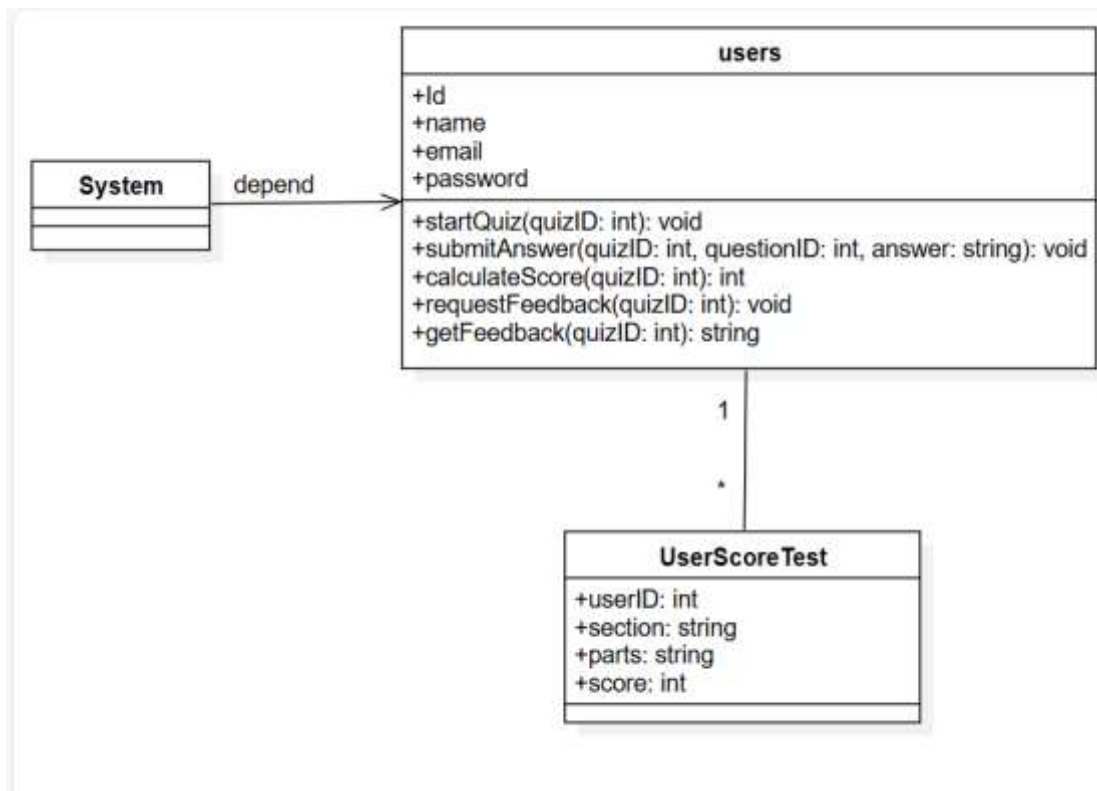 users
+Id
+name
+email
+password
System
depend
+startQuiz(quizID: int): void
+submitAnswer(quizID: int, questionID: int, answer: string): void
+calculateScore(quizID: int): int
+requestFeedback(quizID: int): void
+getFeedback(quizID: int): string
1
*
UserScoreTest
+userID: int
+section: string
+parts: string
+score: int